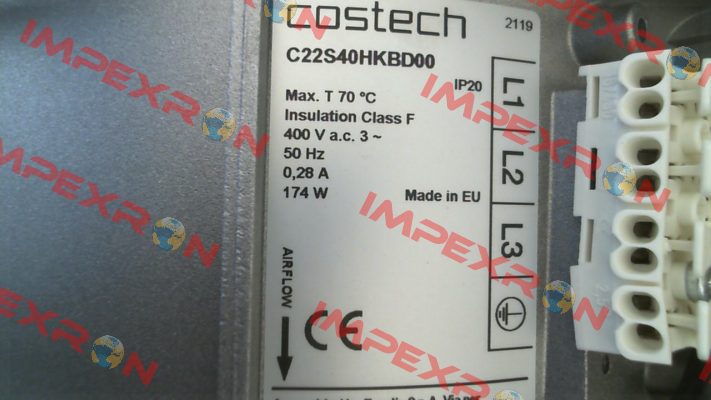 costech 2119
C22S40HKBD00
IP20
Max. T 70 °C
Insulation Class F
400 V a.c. 3 ~
50 Hz
0,28 A
174 W Made in EU
L1
L2
L3
AIRFLOW
CE
IMPEXRON
IMPEXRON
IMPEXRON
IMPEXRON
IMPEXRON
IMPEXRON